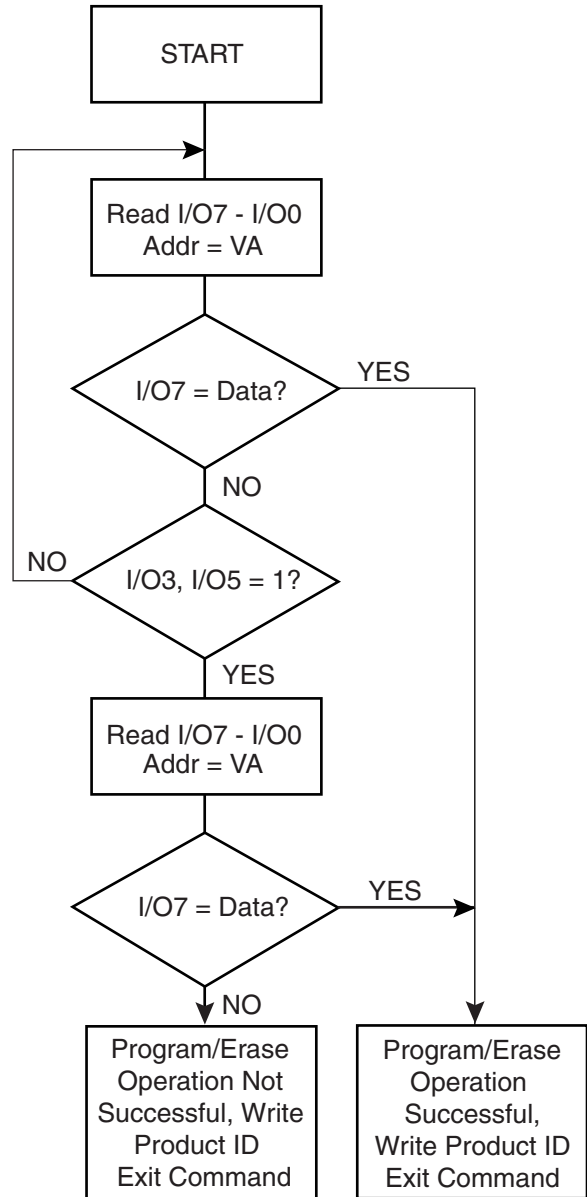 START
Read I/O7 - I/O0
Addr = VA
I/O7 = Data?
YES
NO
NO
I/O3, I/O5 = 1?
YES
Read I/O7 - I/O0
Addr = VA
I/O7 = Data?
YES
NO
Program/Erase
Operation Not
Successful, Write
Product ID
Exit Command
Program/Erase
Operation
Successful,
Write Product ID
Exit Command